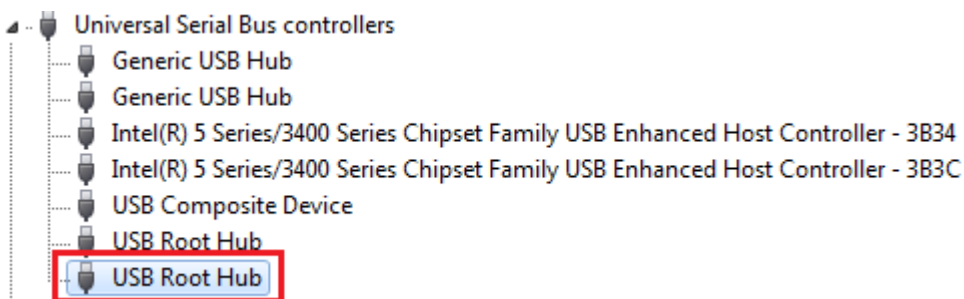 Universal Serial Bus controllers
Generic USB Hub
Generic USB Hub
Intel(R) 5 Series/3400 Series Chipset Family USB Enhanced Host Controller - 3B34
Intel(R) 5 Series/3400 Series Chipset Family USB Enhanced Host Controller - 3B3C
USB Composite Device
USB Root Hub
USB Root Hub